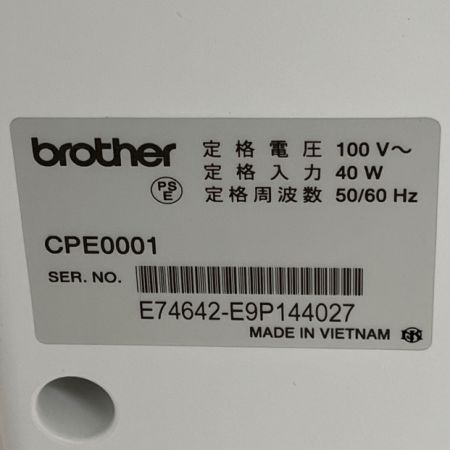 brother
定格電圧 100 V～
定格入力 40 W
定格周波数 50/60 Hz
PS
E
CPE0001
SER. NO.
E74642-E9P144027
MADE IN VIETNAM